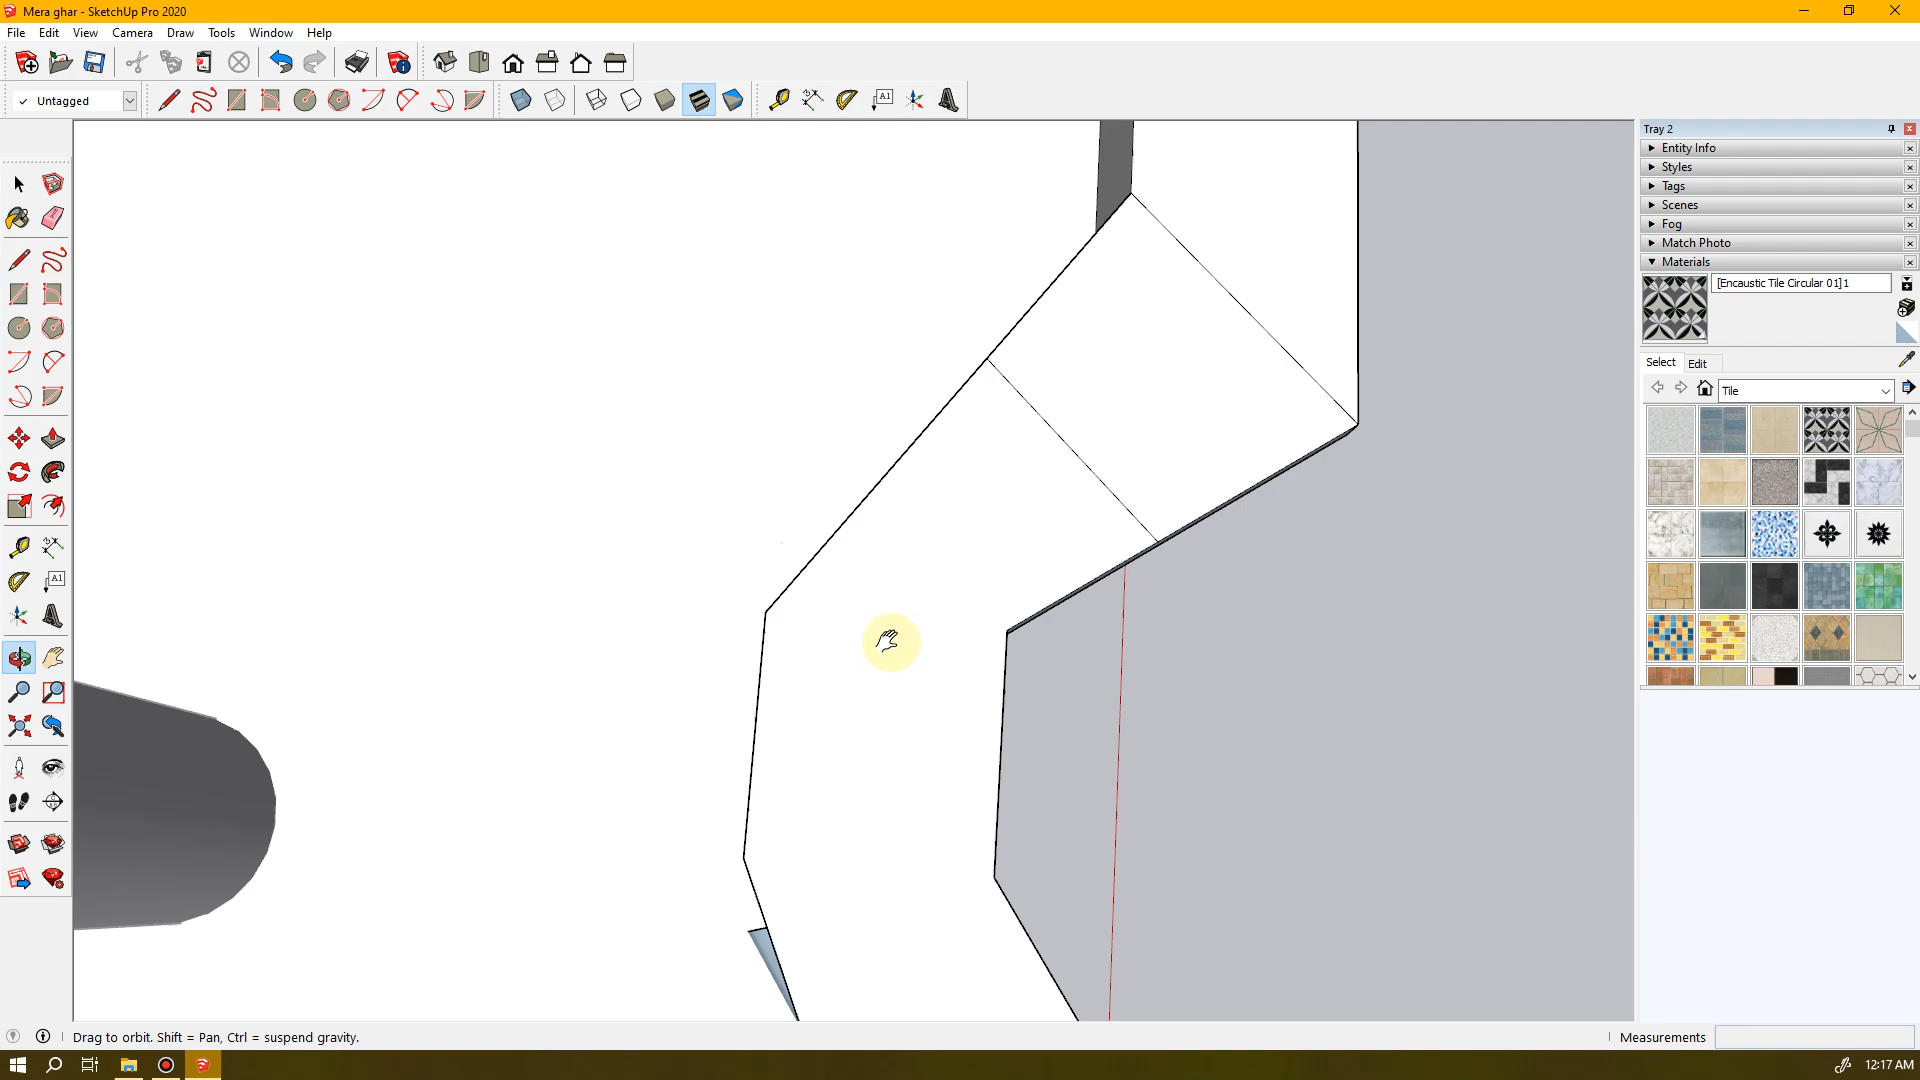 Mera ghar - SketchUp Pro 2020
File Edit View Camera Draw Tools Window Help
Untagged
A1
Tray 2
Entity Info
Styles
Tags
Scenes
Fog
Match Photo
Materials
[Encaustic Tile Circular 01]1
Select Edit
Tile
A1
Drag to orbit. Shift = Pan, Ctrl = suspend gravity.
Measurements
12:17 AM